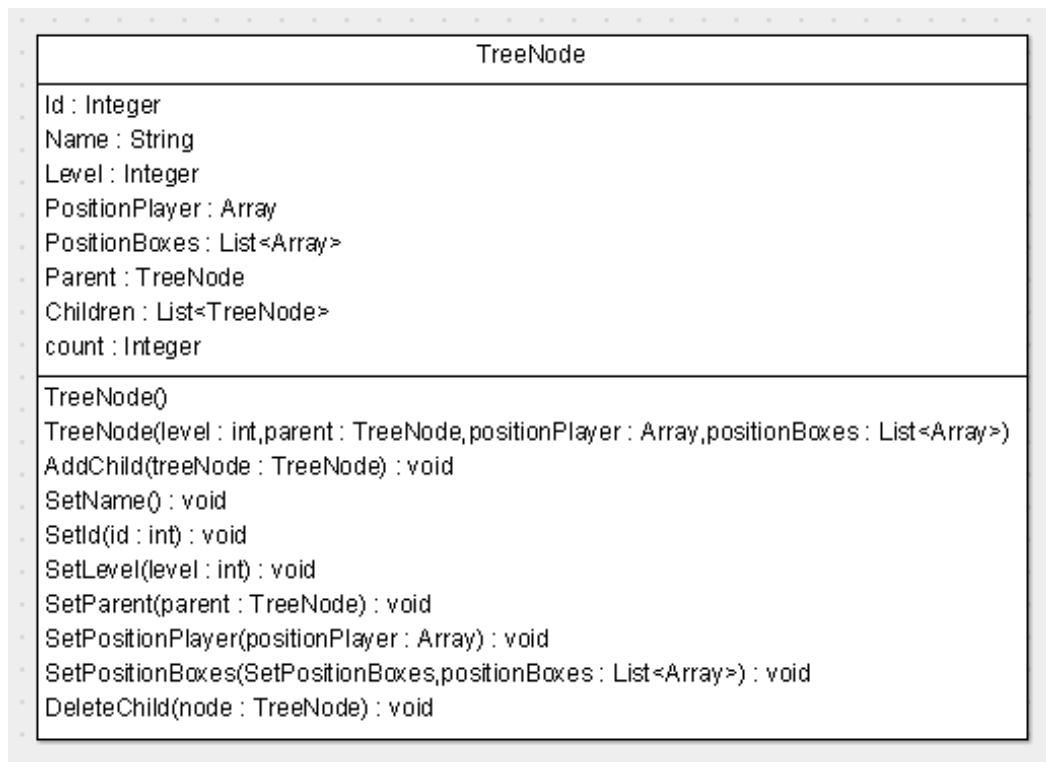 TreeNode
Id : Integer
Name : String
Level : Integer
PositionPlayer : Array
PositionBoxes : List<Array>
Parent : TreeNode
Children : List<TreeNode>
count : Integer
TreeNode()
TreeNode(level : int,parent : TreeNode,positionPlayer : Array,positionBoxes : List<Array>)
AddChild(treeNode : TreeNode) : void
SetName() : void
SetId(id : int) : void
SetLevel(level : int) : void
SetParent(parent : TreeNode) : void
SetPositionPlayer(positionPlayer : Array) : void
SetPositionBoxes(SetPositionBoxes,positionBoxes : List<Array>) : void
DeleteChild(node : TreeNode) : void